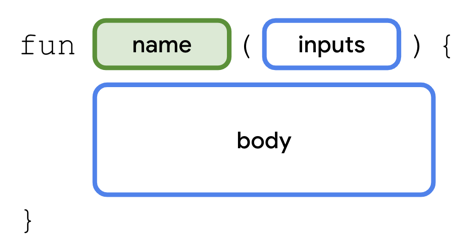 fun name ( inputs ) {
body
}